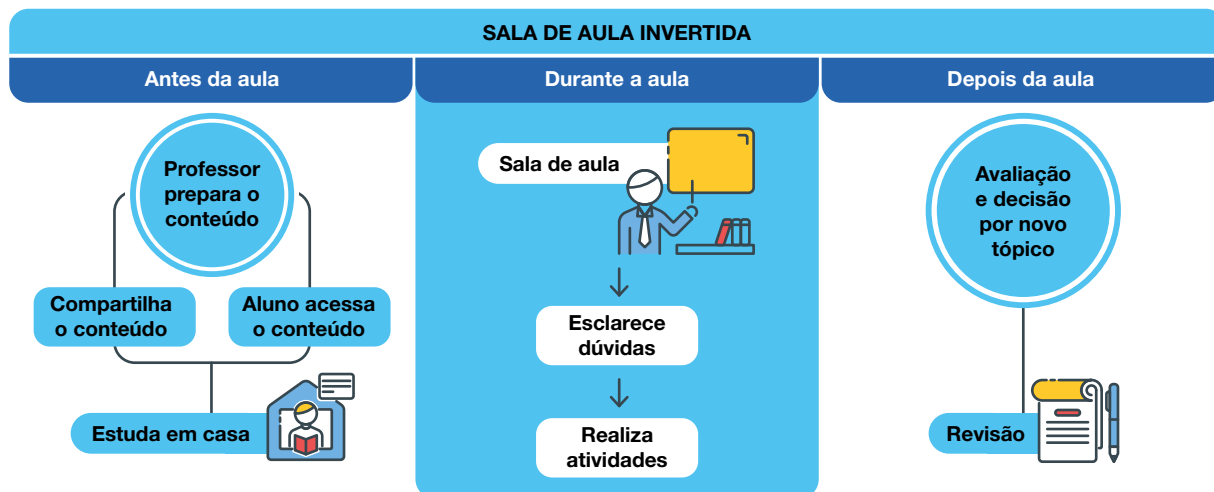 SALA DE AULA INVERTIDA
Antes da aula
Professor
prepara o
conteúdo
Compartilha
o conteúdo
Aluno acessa
o conteúdo
Estuda em casa
Durante a aula
Sala de aula
Esclarece
dúvidas
Realiza
atividades
Depois da aula
Avaliação
e decisão
por novo
tópico
Revisão